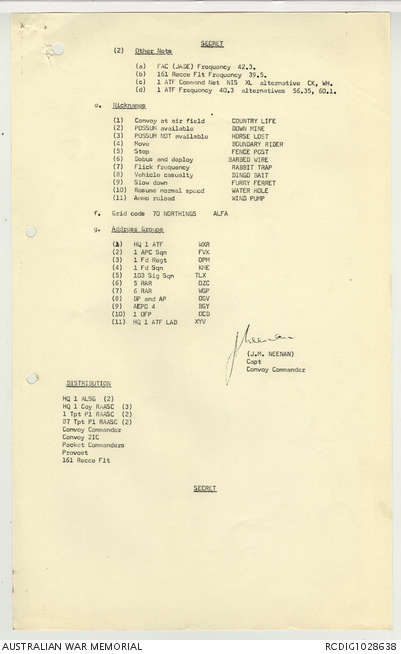 SECRET
(2) Other Nets
(a) FAC (JADE) Frequency 42.3.
(b) 161 Recce Flt Frequency 39.5.
(c) 1 ATF Command Net NIS XL alternative CX, WH.
(d) 1 ATF Frequency 40.3 alternatives 56.35, 60.1.
e. Nickname
(1) Convoy at air field COUNTRY LIFE
(2) POSSUM available DOWN MINE
(3) POSSUM NOT available HORSE LOST
(4) Move BOUNDARY RIDER
(5) Stop FENCE POST
(6) Debus and deploy BARBED WIRE
(7) Flick frequency RABBIT TRAP
(8) Vehicle casualty DINGO BAIT
(9) Slow down FURRY FERRET
(10) Resume normal speed WATER HOLE
(11) Ammo reload WIND PUMP
f. Grid code 70 NORTHINGS ALFA
g. Address Groups
(1) HQ 1 ATF WXR
(2) 1 APC Sqn FVX
(3) 1 Fd Regt DPM
(4) 1 Fd Sqn KHE
(5) 103 Sig Sqn TLX
(6) 5 RAR DZC
(7) 6 RAR WGP
(8) DP and AP OGV
(9) AEPC 4 BGY
(10) 1 OFP OCD
(11) HQ 1 ATF LAD XYV
(J.M. NEENAN)
Capt
Convoy Commander
DISTRIBUTION
HQ 1 ALSG (2)
HQ 1 Coy RAASC (3)
1 Tpt Pl RAASC (2)
87 Tpt Pl RAASC (2)
Convoy Commander
Convoy 2IC
Packet Commanders
Provost
161 Recce Flt
SECRET
AUSTRALIAN WAR MEMORIAL
RCDIG1028638